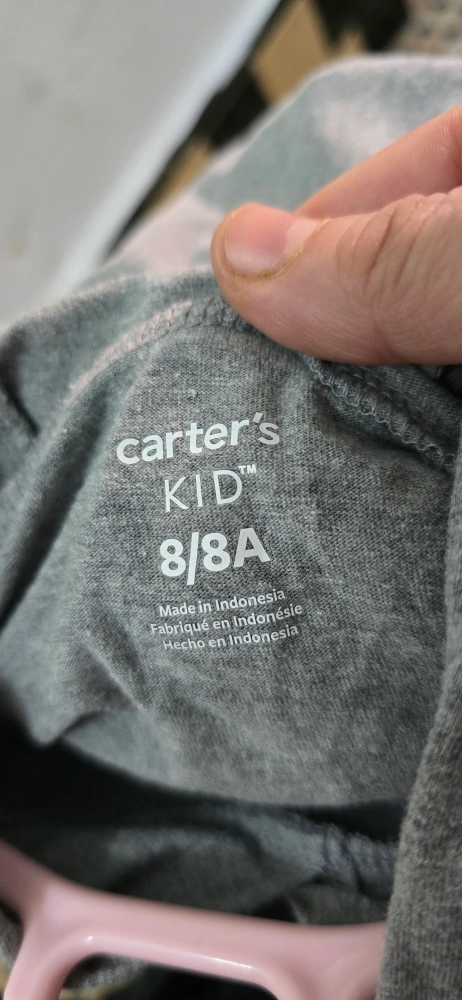 carter's
KID™
8/8A
Made in Indonesia
Fabriqué en Indonésie
Hecho en Indonesia